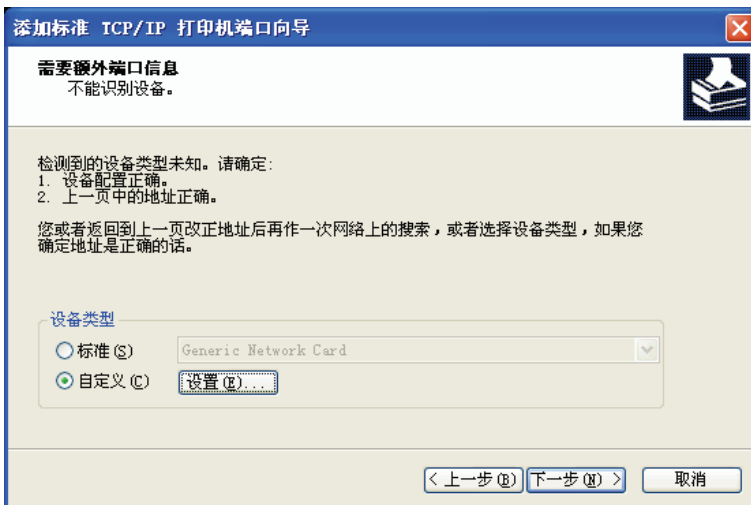 添加标准 TCP/IP 打印机端口向导
需要额外端口信息
不能识别设备。
检测到的设备类型未知。请确定:
1. 设备配置正确。
2. 上一页中的地址正确。
您或者返回到上一页改正地址后再作一次网络上的搜索，或者选择设备类型，如果您
确定地址是正确的话。
设备类型
标准(S) Generic Network Card
自定义(C) 设置(E)...
< 上一步(B) 下一步(N) > 取消